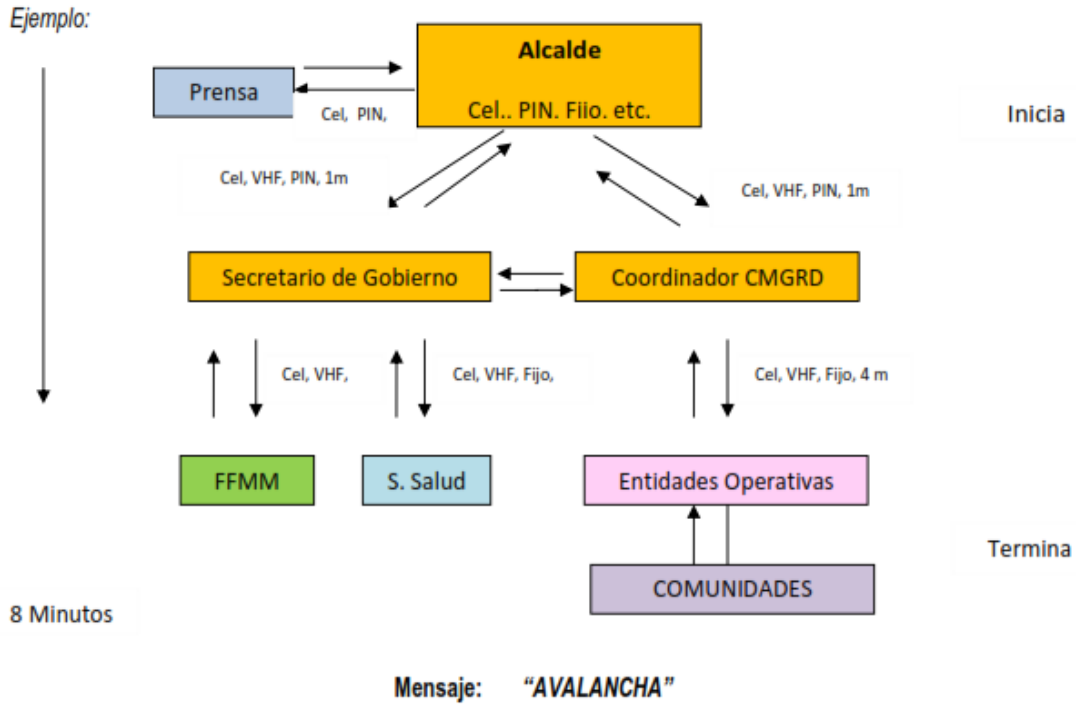 Ejemplo:
Alcalde
Prensa
Cel, PIN,
Cel.. PIN. Fiio. etc.
Inicia
Cel, VHF, PIN, 1m
Cel, VHF, PIN, 1m
Secretario de Gobierno
Coordinador CMGRD
Cel, VHF,
Cel, VHF, Fijo,
Cel, VHF, Fijo, 4 m
FFMM
S. Salud
Entidades Operativas
Termina
COMUNIDADES
8 Minutos
Mensaje: “AVALANCHA”